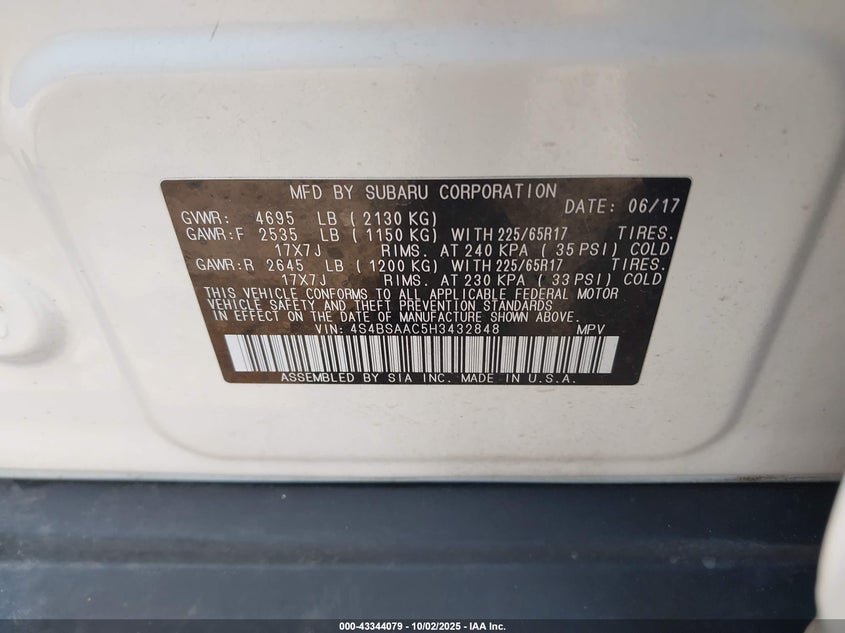 MFD BY SUBARU CORPORATION DATE: 06/17
GVWR: 4695 LB ( 2130 KG)
GAWR:F 2535 LB ( 1150 KG) WITH 225/65R17 TIRES.
17X7J RIMS. AT 240 KPA ( 35 PSI) COLD
GAWR:R 2645 LB ( 1200 KG) WITH 225/65R17 TIRES.
17X7J RIMS. AT 230 KPA ( 33 PSI) COLD
THIS VEHICLE CONFORMS TO ALL APPLICABLE FEDERAL MOTOR
VEHICLE SAFETY AND THEFT PREVENTION STANDARDS
IN EFFECT ON THE DATE OF MANUFACTURE SHOWN ABOVE.
VIN: 4S4BSAAC5H3432848 MPV
ASSEMBLED BY SIA INC. MADE IN U.S.A.
000-43344079 - 10/02/2025 - IAA Inc.